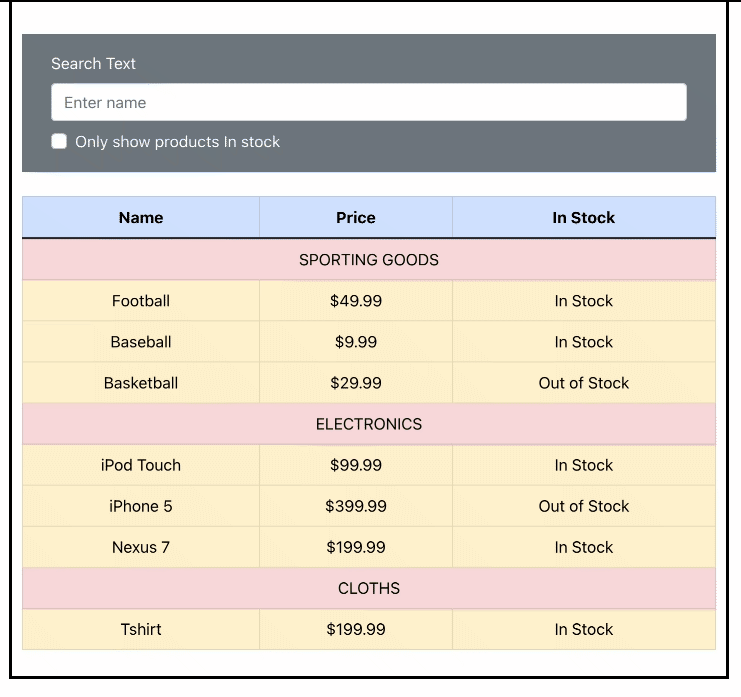 Search Text
Enter name
Only show products In stock
Name Price In Stock
SPORTING GOODS
Football $49.99 In Stock
Baseball $9.99 In Stock
Basketball $29.99 Out of Stock
ELECTRONICS
iPod Touch $99.99 In Stock
iPhone 5 $399.99 Out of Stock
Nexus 7 $199.99 In Stock
CLOTHS
Tshirt $199.99 In Stock